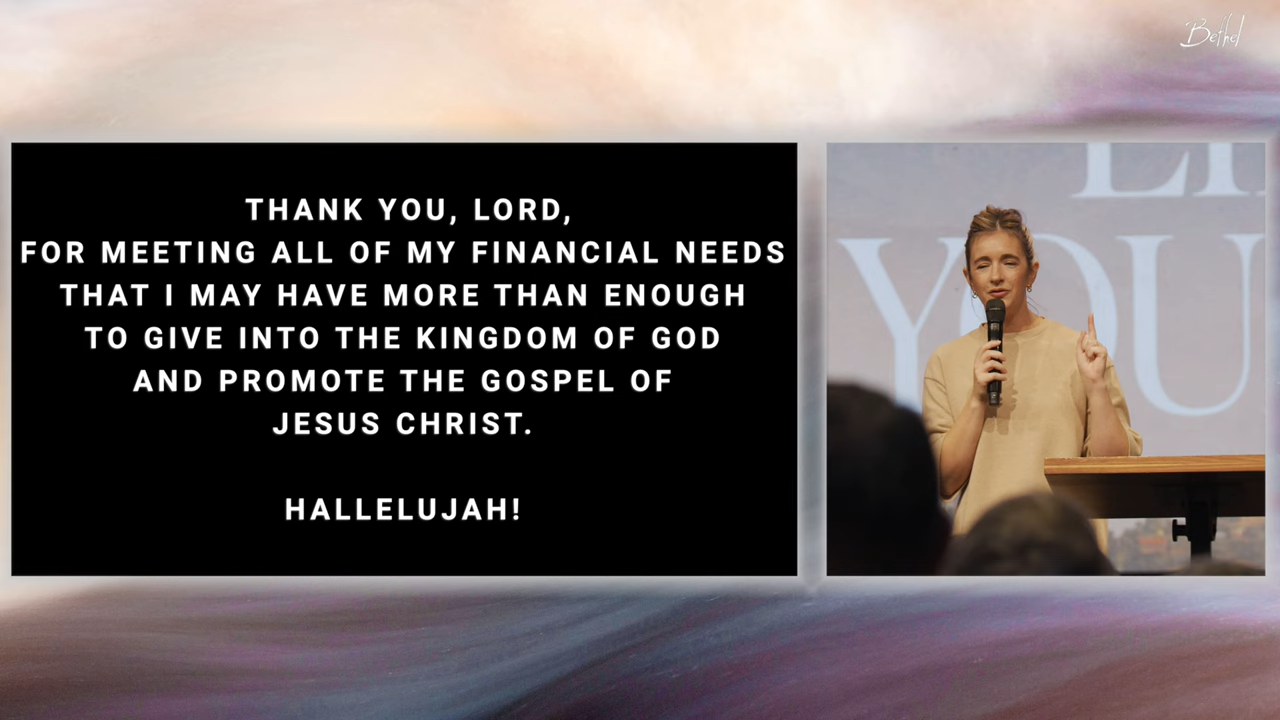 Bethel
THANK YOU, LORD,
FOR MEETING ALL OF MY FINANCIAL NEEDS
THAT I MAY HAVE MORE THAN ENOUGH
TO GIVE INTO THE KINGDOM OF GOD
AND PROMOTE THE GOSPEL OF
JESUS CHRIST.
HALLELUJAH!
YOU